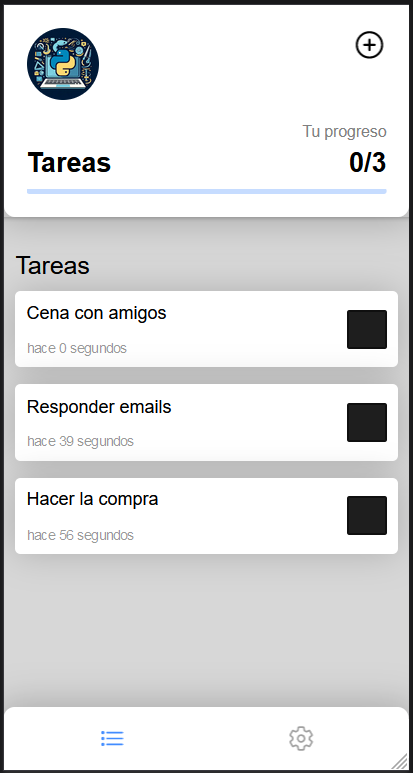 Tu progreso
Tareas 0/3
Tareas
Cena con amigos
hace 0 segundos
Responder emails
hace 39 segundos
Hacer la compra
hace 56 segundos